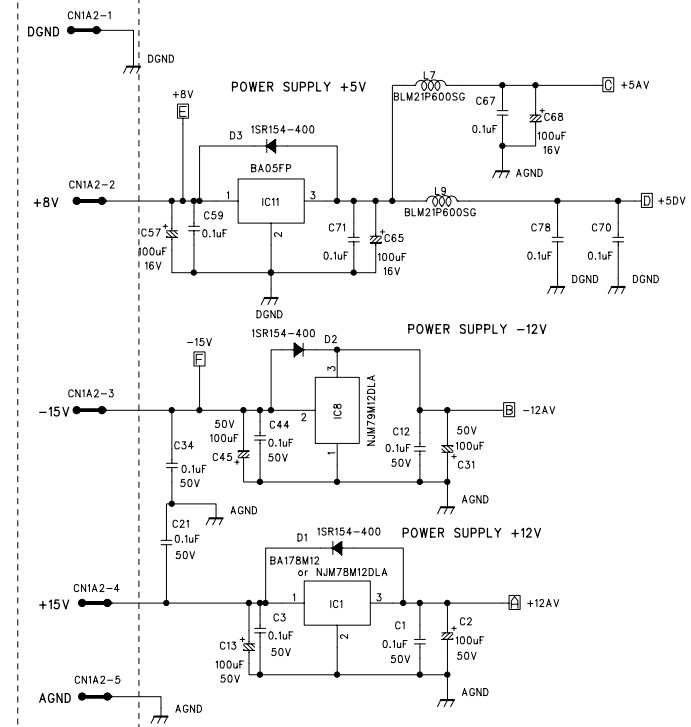 CN1A2-1
DGND
DGND
POWER SUPPLY +5V
+8V
E
L7
BLM21P600SG
C
+5AV
C67
0.1uF
+
C68
100uF
16V
AGND
D3
1SR154-400
BA05FP
CN1A2-2
+8V
1
IC11
3
2
L9
BLM21P600SG
D
+5DV
C57
+
100uF
16V
C59
0.1uF
C71
0.1uF
+
C65
100uF
16V
C78
0.1uF
C70
0.1uF
DGND
DGND
DGND
POWER SUPPLY -12V
-15V
F
1SR154-400
D2
3
IC8
NJM79M12DLA
2
1
CN1A2-3
-15V
B
-12AV
50V
100uF
C45
+
C44
0.1uF
50V
C12
0.1uF
50V
50V
100uF
+
C31
C34
0.1uF
50V
AGND
AGND
C21
0.1uF
50V
POWER SUPPLY +12V
D1
1SR154-400
BA178M12
or NJM78M12DLA
CN1A2-4
+15V
1
IC1
3
2
A
+12AV
C13
+
100uF
50V
C3
0.1uF
50V
C1
0.1uF
50V
+
C2
100uF
50V
AGND
CN1A2-5
AGND
AGND